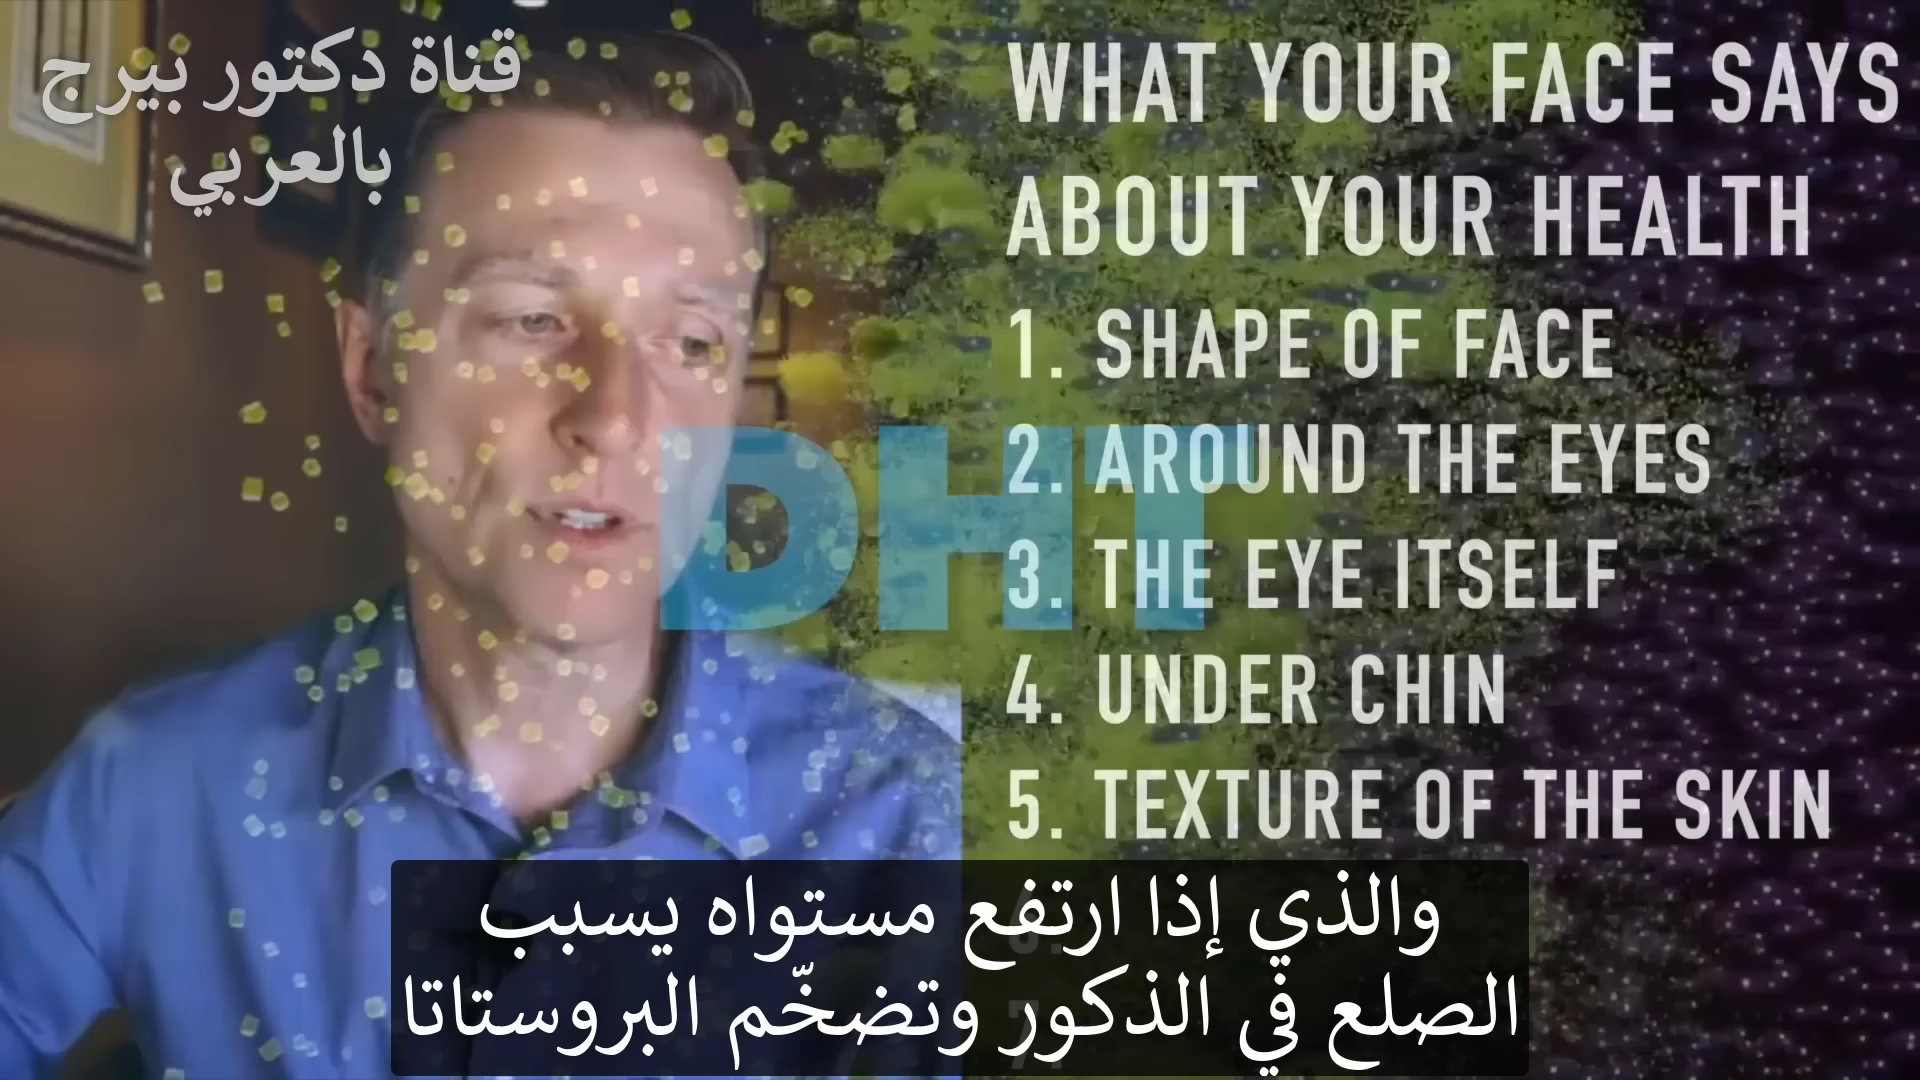 قناة دكتور بيرج
بالعربي
WHAT YOUR FACE SAYS
ABOUT YOUR HEALTH
1. SHAPE OF FACE
2. AROUND THE EYES
3. THE EYE ITSELF
4. UNDER CHIN
5. TEXTURE OF THE SKIN
6.
7.
DHT
والذي إذا ارتفع مستواه يسبب
الصلع في الذكور وتضخّم البروستاتا